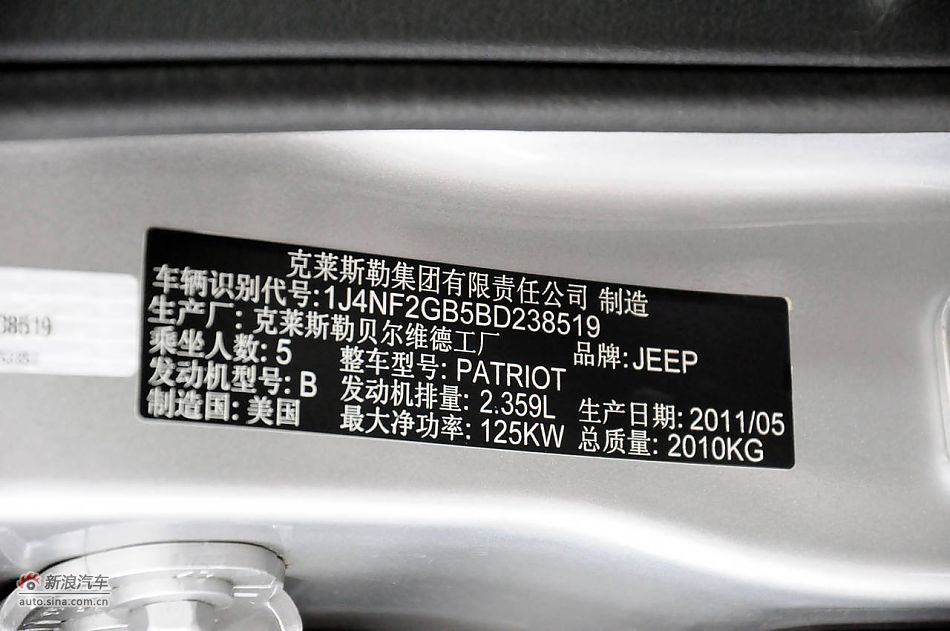 克莱斯勒集团有限责任公司 制造
车辆识别代号:1J4NF2GB5BD238519
生产厂: 克莱斯勒贝尔维德工厂 品牌: JEEP
乘坐人数: 5 整车型号: PATRIOT
发动机型号: B 发动机排量: 2.359L 生产日期: 2011/05
制造国: 美国 最大净功率: 125KW 总质量: 2010KG
8519
新浪汽车
auto.sina.com.cn